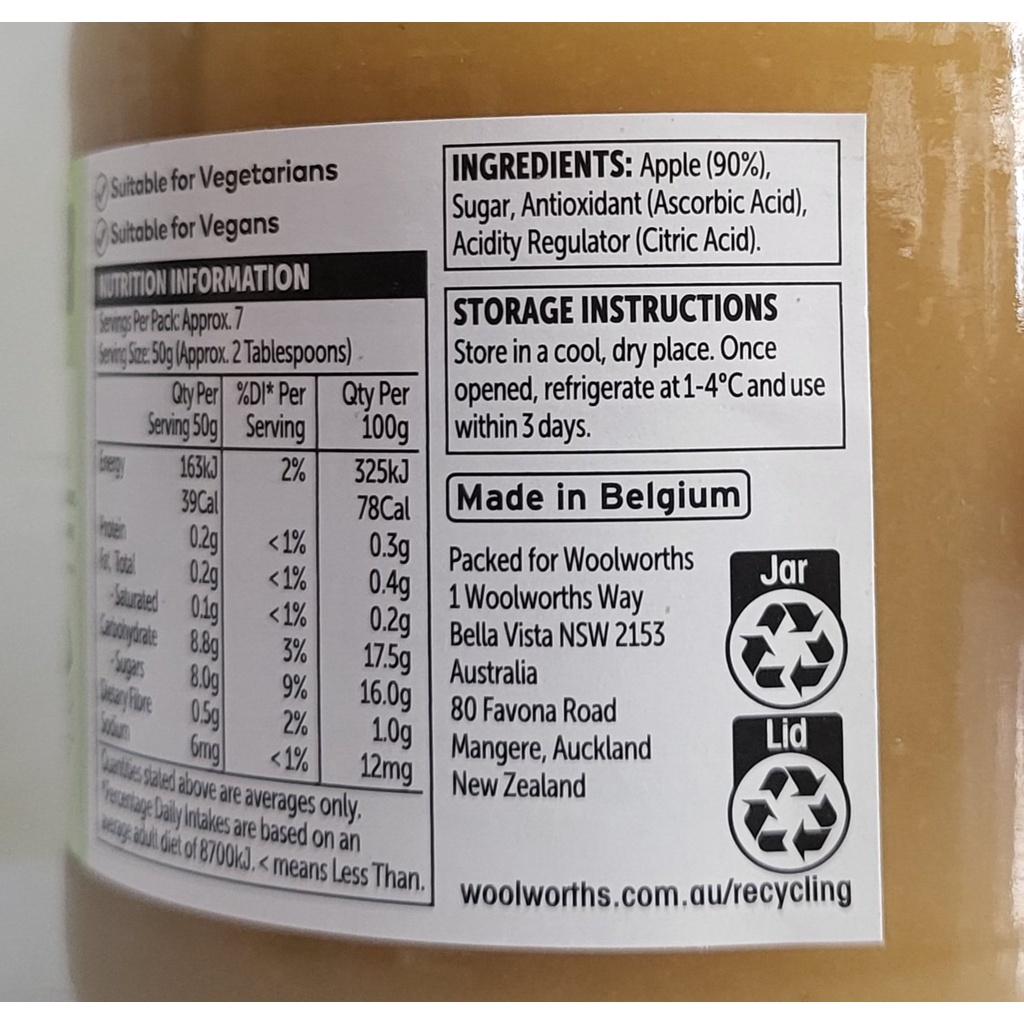 Suitable for Vegetarians
Suitable for Vegans
NUTRITION INFORMATION
Servings Per Pack: Approx. 7
Serving Size: 50g (Approx. 2 Tablespoons)
Qty Per Serving 50g %DI* Per Serving Qty Per 100g
Energy 163kJ 2% 325kJ
39Cal 78Cal
Protein 0.2g <1% 0.3g
Fat, Total 0.2g <1% 0.4g
-Saturated 0.1g <1% 0.2g
Carbohydrate 8.8g 3% 17.5g
-Sugars 8.0g 9% 16.0g
Dietary Fibre 0.5g 2% 1.0g
Sodium 6mg <1% 12mg
Quantities stated above are averages only.
*Percentage Daily Intakes are based on an
average adult diet of 8700kJ. < means Less Than.
INGREDIENTS: Apple (90%),
Sugar, Antioxidant (Ascorbic Acid),
Acidity Regulator (Citric Acid).
STORAGE INSTRUCTIONS
Store in a cool, dry place. Once
opened, refrigerate at 1-4°C and use
within 3 days.
Made in Belgium
Packed for Woolworths
1 Woolworths Way
Bella Vista NSW 2153
Australia
80 Favona Road
Mangere, Auckland
New Zealand
Jar
Lid
woolworths.com.au/recycling